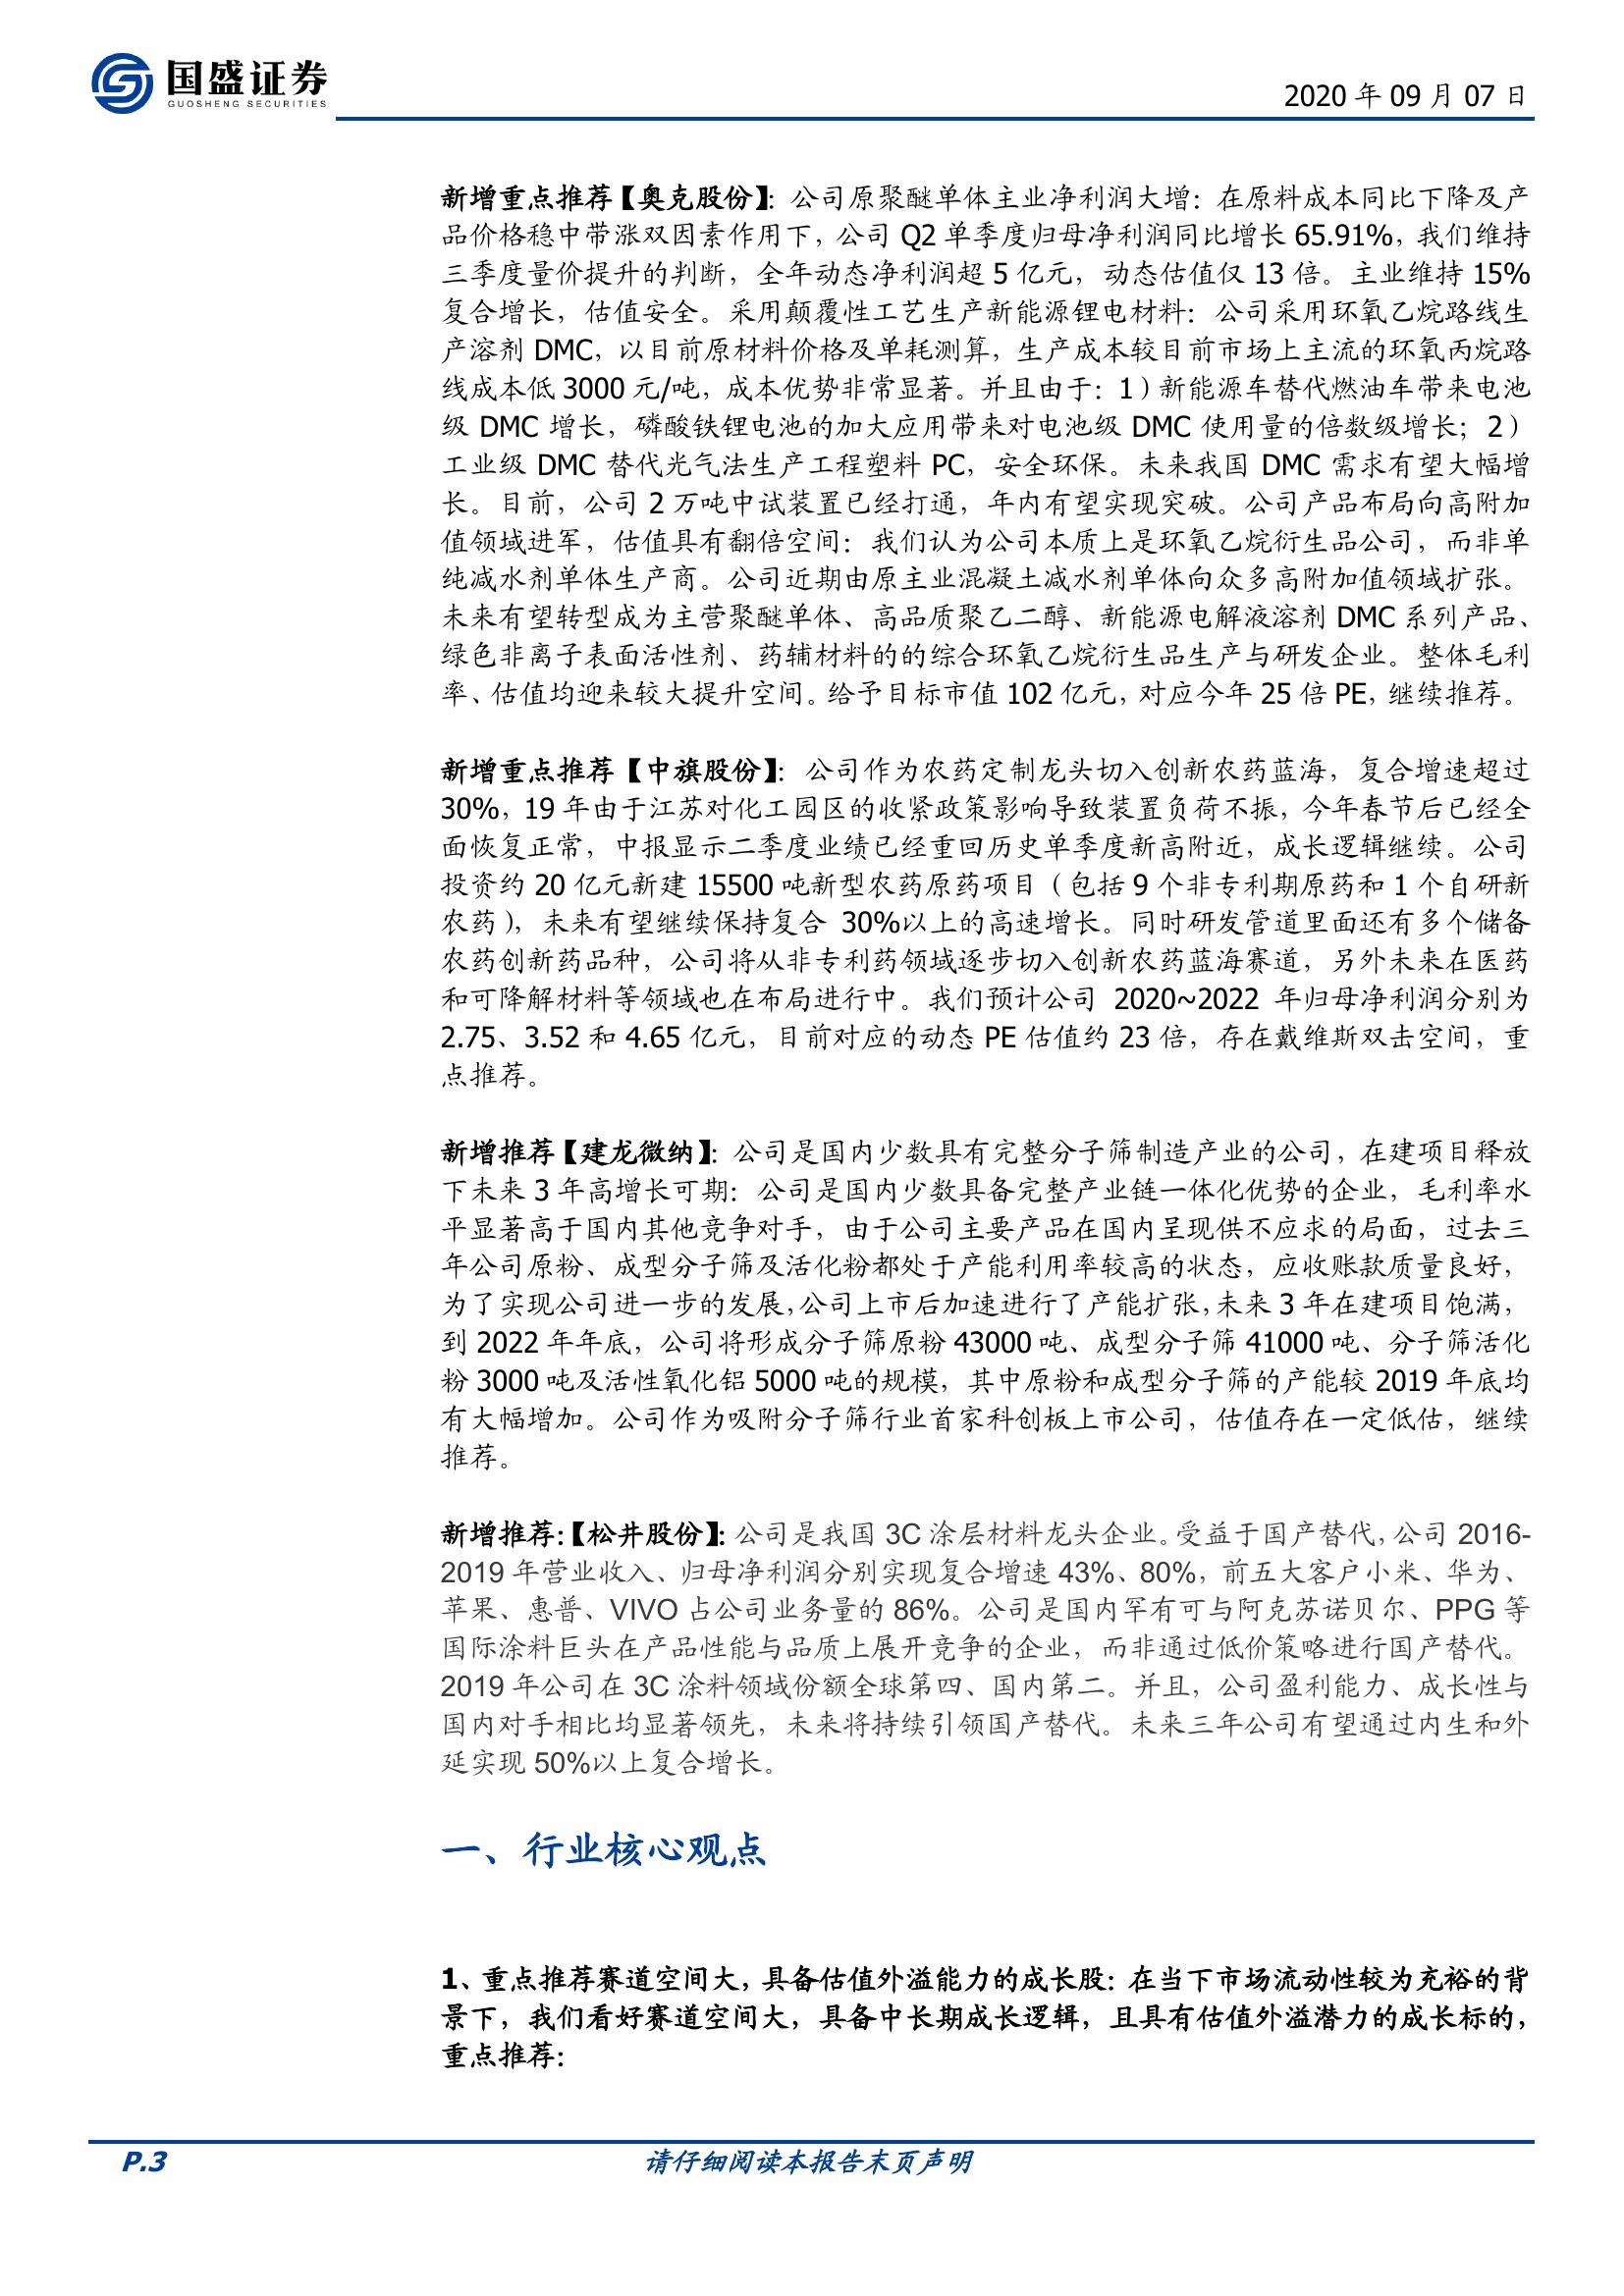 国盛证券
GUOSHENG SECURITIES
2020 年 09 月 07 日
新增重点推荐【奥克股份】：公司原聚醚单体主业净利润大增：在原料成本同比下降及产
品价格稳中带涨双因素作用下，公司 Q2 单季度归母净利润同比增长 65.91%，我们维持
三季度量价提升的判断，全年动态净利润超 5 亿元，动态估值仅 13 倍。主业维持 15%
复合增长，估值安全。采用颠覆性工艺生产新能源锂电材料：公司采用环氧乙烷路线生
产溶剂 DMC，以目前原材料价格及单耗测算，生产成本较目前市场上主流的环氧丙烷路
线成本低 3000 元/吨，成本优势非常显著。并且由于：1）新能源车替代燃油车带来电池
级 DMC 增长，磷酸铁锂电池的加大应用带来对电池级 DMC 使用量的倍数级增长；2）
工业级 DMC 替代光气法生产工程塑料 PC，安全环保。未来我国 DMC 需求有望大幅增
长。目前，公司 2 万吨中试装置已经打通，年内有望实现突破。公司产品布局向高附加
值领域进军，估值具有翻倍空间：我们认为公司本质上是环氧乙烷衍生品公司，而非单
纯减水剂单体生产商。公司近期由原主业混凝土减水剂单体向众多高附加值领域扩张。
未来有望转型成为主营聚醚单体、高品质聚乙二醇、新能源电解液溶剂 DMC 系列产品、
绿色非离子表面活性剂、药辅材料的的综合环氧乙烷衍生品生产与研发企业。整体毛利
率、估值均迎来较大提升空间。给予目标市值 102 亿元，对应今年 25 倍 PE，继续推荐。
新增重点推荐【中旗股份】：公司作为农药定制龙头切入创新农药蓝海，复合增速超过
30%，19 年由于江苏对化工园区的收紧政策影响导致装置负荷不振，今年春节后已经全
面恢复正常，中报显示二季度业绩已经重回历史单季度新高附近，成长逻辑继续。公司
投资约 20 亿元新建 15500 吨新型农药原药项目（包括 9 个非专利期原药和 1 个自研新
农药），未来有望继续保持复合 30%以上的高速增长。同时研发管道里面还有多个储备
农药创新药品种，公司将从非专利药领域逐步切入创新农药蓝海赛道，另外未来在医药
和可降解材料等领域也在布局进行中。我们预计公司 2020~2022 年归母净利润分别为
2.75、3.52 和 4.65 亿元，目前对应的动态 PE 估值约 23 倍，存在戴维斯双击空间，重
点推荐。
新增推荐【建龙微纳】：公司是国内少数具有完整分子筛制造产业的公司，在建项目释放
下未来 3 年高增长可期：公司是国内少数具备完整产业链一体化优势的企业，毛利率水
平显著高于国内其他竞争对手，由于公司主要产品在国内呈现供不应求的局面，过去三
年公司原粉、成型分子筛及活化粉都处于产能利用率较高的状态，应收账款质量良好，
为了实现公司进一步的发展，公司上市后加速进行了产能扩张，未来 3 年在建项目饱满，
到 2022 年年底，公司将形成分子筛原粉 43000 吨、成型分子筛 41000 吨、分子筛活化
粉 3000 吨及活性氧化铝 5000 吨的规模，其中原粉和成型分子筛的产能较 2019 年底均
有大幅增加。公司作为吸附分子筛行业首家科创板上市公司，估值存在一定低估，继续
推荐。
新增推荐：【松井股份】：公司是我国 3C 涂层材料龙头企业。受益于国产替代，公司 2016-
2019 年营业收入、归母净利润分别实现复合增速 43%、80%，前五大客户小米、华为、
苹果、惠普、VIVO 占公司业务量的 86%。公司是国内罕有可与阿克苏诺贝尔、PPG 等
国际涂料巨头在产品性能与品质上展开竞争的企业，而非通过低价策略进行国产替代。
2019 年公司在 3C 涂料领域份额全球第四、国内第二。并且，公司盈利能力、成长性与
国内对手相比均显著领先，未来将持续引领国产替代。未来三年公司有望通过内生和外
延实现 50%以上复合增长。
一、行业核心观点
1、重点推荐赛道空间大，具备估值外溢能力的成长股：在当下市场流动性较为充裕的背
景下，我们看好赛道空间大，具备中长期成长逻辑，且具有估值外溢潜力的成长标的，
重点推荐：
P.3
请仔细阅读本报告末页声明